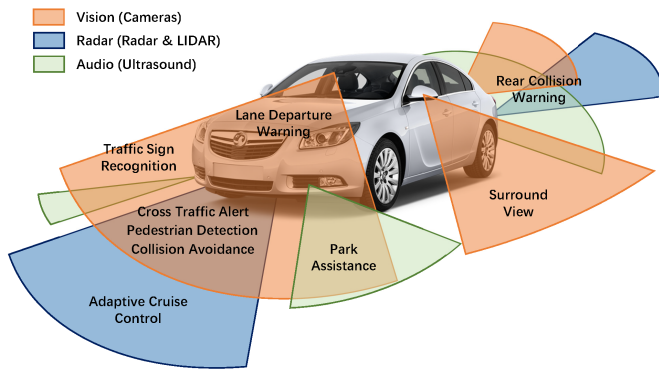 Vision (Cameras)
Radar (Radar & LIDAR)
Audio (Ultrasound)
Rear Collision
Warning
Lane Departure
Warning
Traffic Sign
Recognition
Surround
View
Cross Traffic Alert
Pedestrian Detection
Collision Avoidance
Park
Assistance
Adaptive Cruise
Control